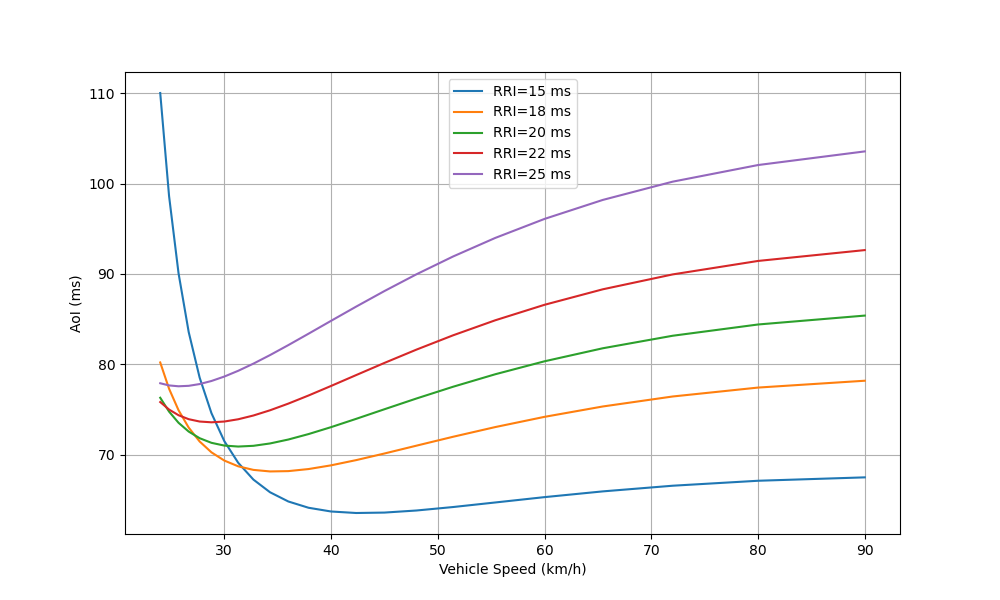 RRI=15 ms
RRI=18 ms
RRI=20 ms
RRI=22 ms
RRI=25 ms
110
100
90
80
70
AoI (ms)
30 40 50 60 70 80 90
Vehicle Speed (km/h)